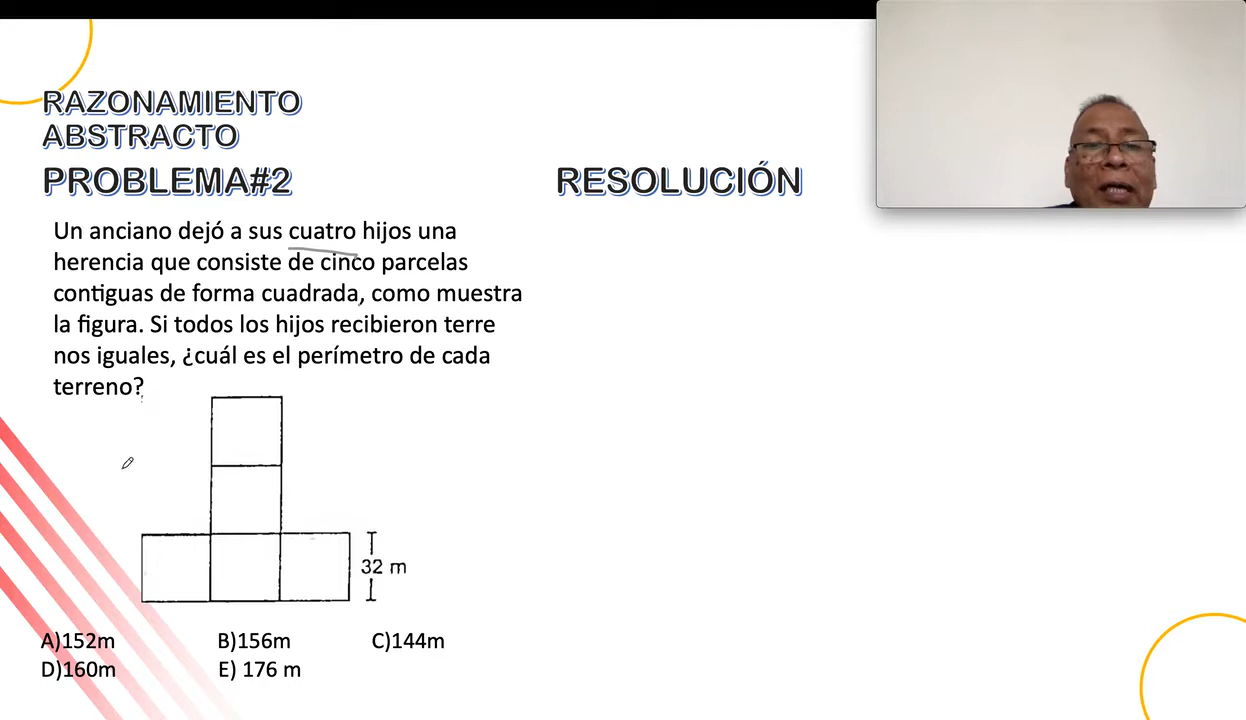 RAZONAMIENTO
ABSTRACTO
PROBLEMA#2
RESOLUCIÓN
Un anciano dejó a sus cuatro hijos una
herencia que consiste de cinco parcelas
contiguas de forma cuadrada, como muestra
la figura. Si todos los hijos recibieron terre
nos iguales, ¿cuál es el perímetro de cada
terreno?
32 m
A)152m B)156m C)144m
D)160m E) 176 m